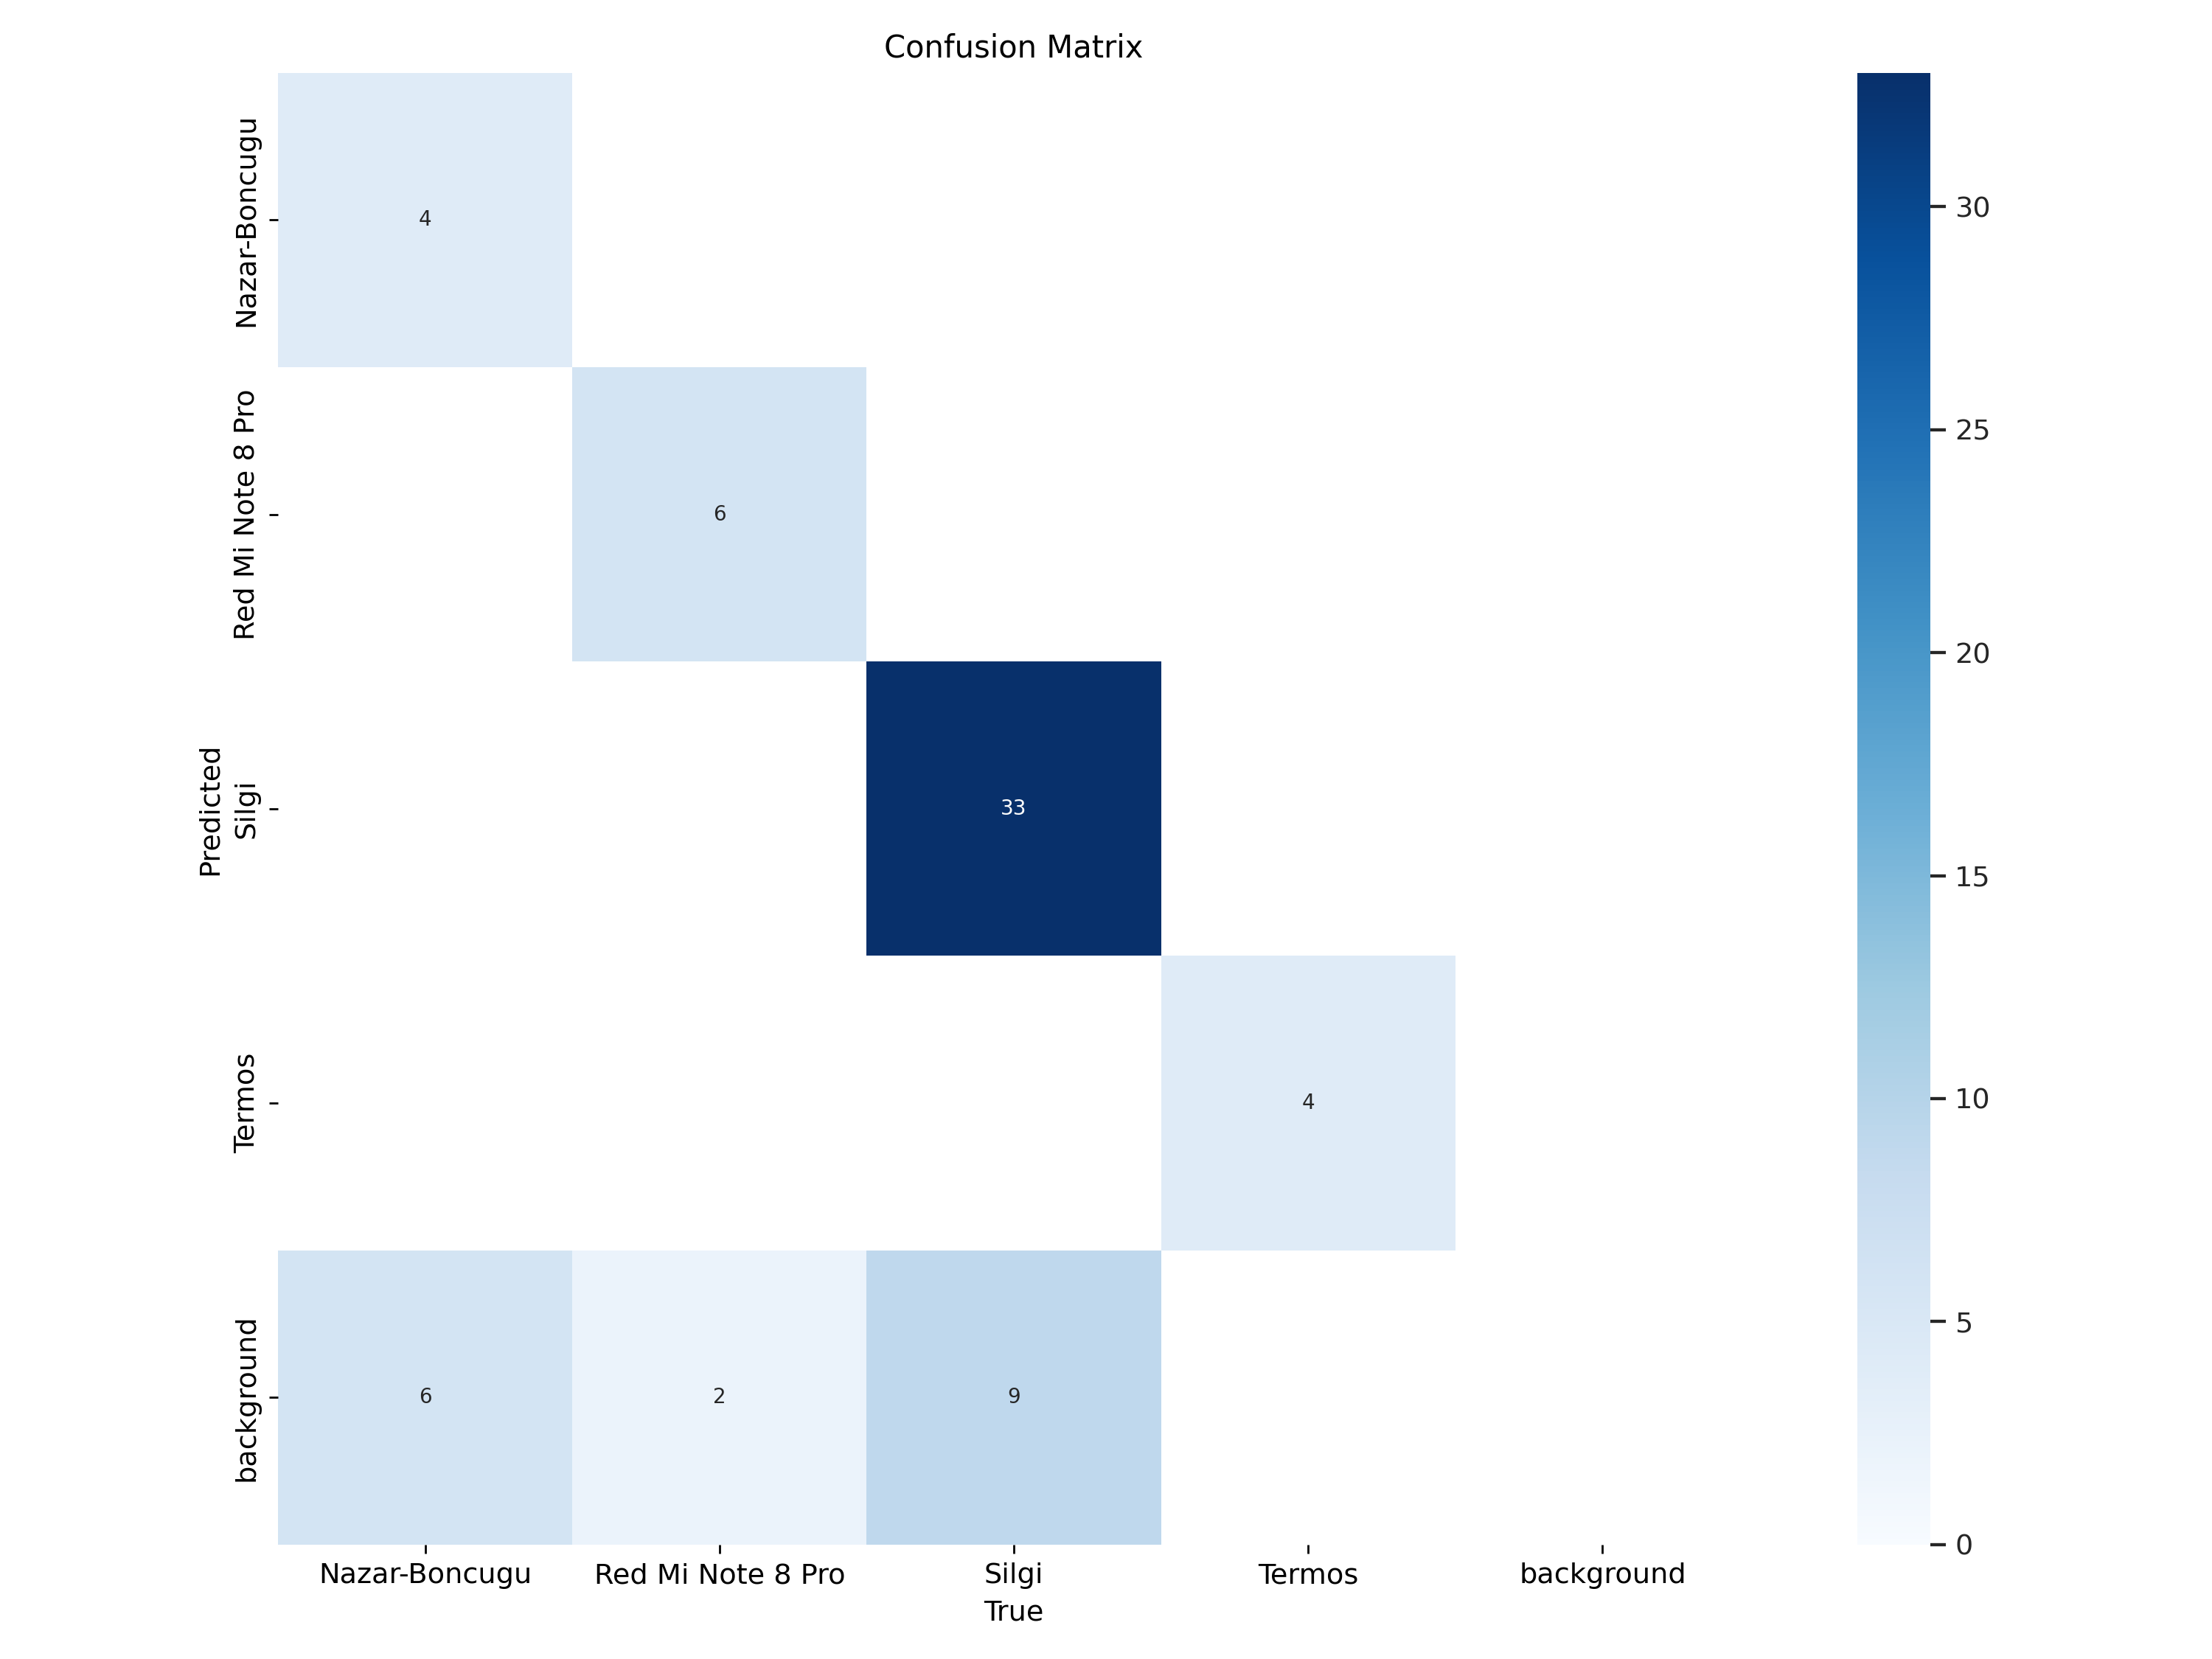 Confusion Matrix
Nazar-Boncugu
Red Mi Note 8 Pro
Silgi
Termos
background
Predicted
4
6
33
4
6 2 9
Nazar-Boncugu Red Mi Note 8 Pro Silgi Termos background
True
30
25
20
15
10
5
0